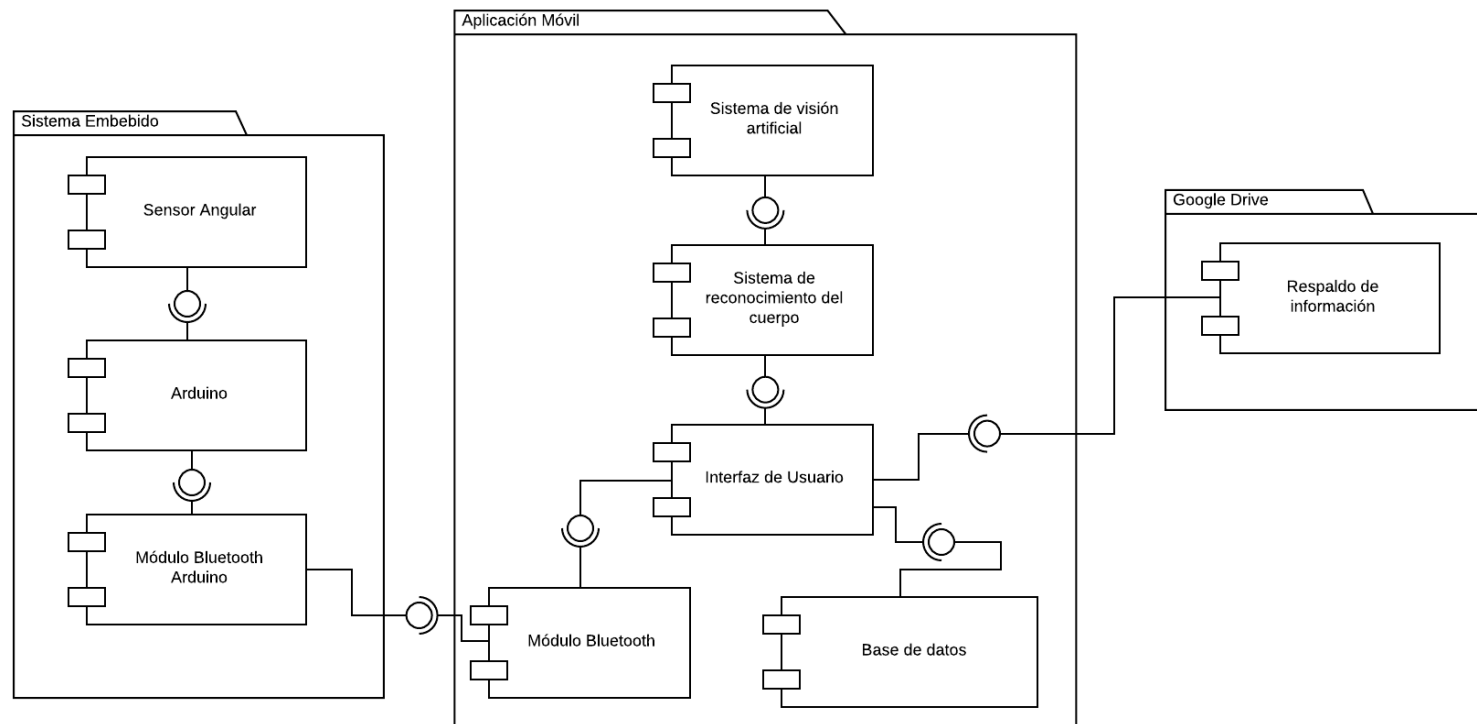 Aplicación Móvil
Sistema de visión
artificial
Sistema Embebido
Sensor Angular
Google Drive
Sistema de
reconocimiento del
cuerpo
Respaldo de
información
Arduino
Interfaz de Usuario
Módulo Bluetooth
Arduino
Módulo Bluetooth
Base de datos